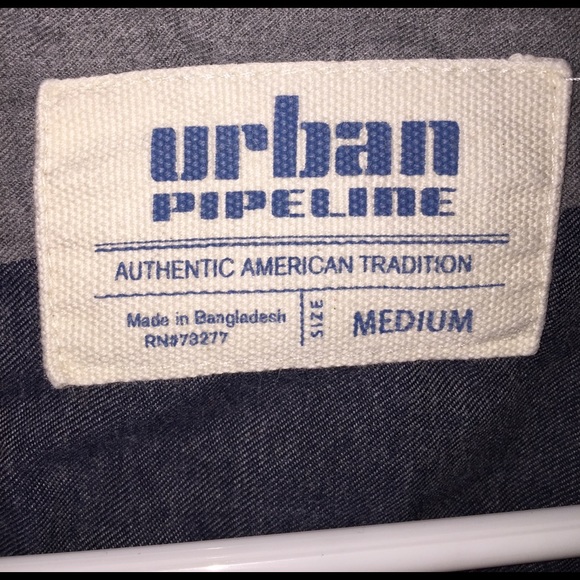 urban
PIPELINE
AUTHENTIC AMERICAN TRADITION
Made in Bangladesh
RN#73277
SIZE
MEDIUM